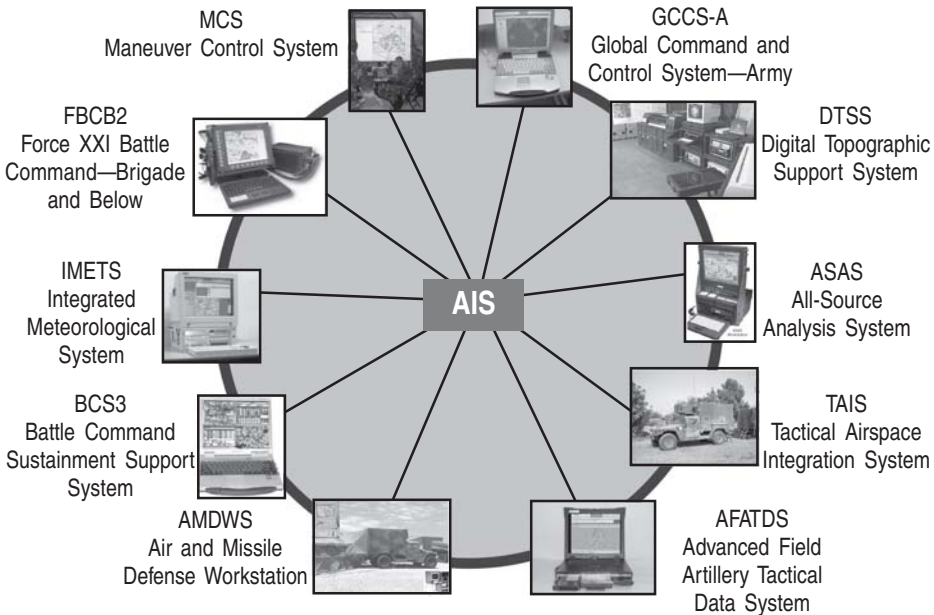 MCS
Maneuver Control System
GCCS-A
Global Command and
Control System—Army
DTSS
Digital Topographic
Support System
ASAS
All-Source
Analysis System
TAIS
Tactical Airspace
Integration System
AFATDS
Advanced Field
Artillery Tactical
Data System
AMDWS
Air and Missile
Defense Workstation
BCS3
Battle Command
Sustainment Support
System
IMETS
Integrated
Meteorological
System
FBCB2
Force XXI Battle
Command—Brigade
and Below
AIS